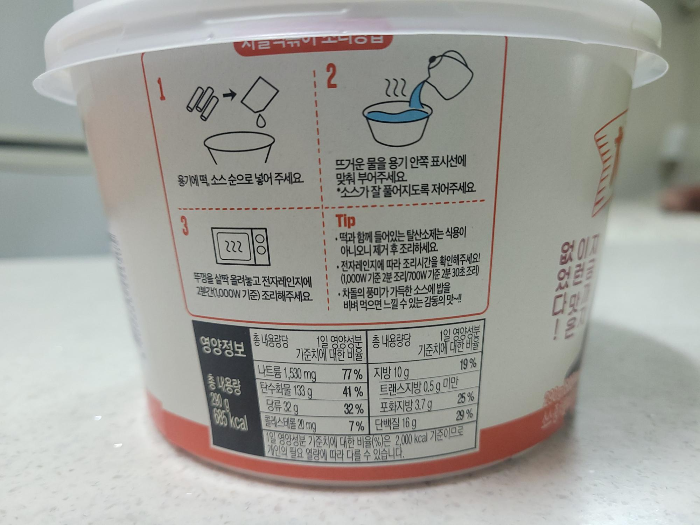 차돌떡볶이 조리방법
1
용기에 떡, 소스 순으로 넣어 주세요.
2
뜨거운 물을 용기 안쪽 표시선에
맞춰 부어주세요.
*소스가 잘 풀어지도록 저어주세요.
3
뚜껑을 살짝 올려놓고 전자레인지에
2분간(1,000W 기준) 조리해주세요.
Tip
· 떡과 함께 들어있는 탈산소제는 식용이
아니오니 제거 후 조리하세요.
· 전자레인지에 따라 조리시간을 확인해주세요!
(1,000W 기준 2분 조리/700W 기준 2분 30초 조리)
· 차돌의 풍미가 가득한 소스에 밥을
비벼 먹으면 느낄 수 있는 감동의 맛~!!
영양정보
총 내용량
290 g
685 kcal
총 내용량당 1일 영양성분
기준치에 대한 비율
나트륨 1,530 mg 77 %
탄수화물 133 g 41 %
당류 32 g 32 %
콜레스테롤 20 mg 7 %
총 내용량당 1일 영양성분
기준치에 대한 비율
지방 10 g 19 %
트랜스지방 0.5 g 미만
포화지방 3.7 g 25 %
단백질 16 g 29 %
1일 영양성분 기준치에 대한 비율(%)은 2,000 kcal 기준이므로
개인의 필요 열량에 따라 다를 수 있습니다.
이런 맛은
없었다!